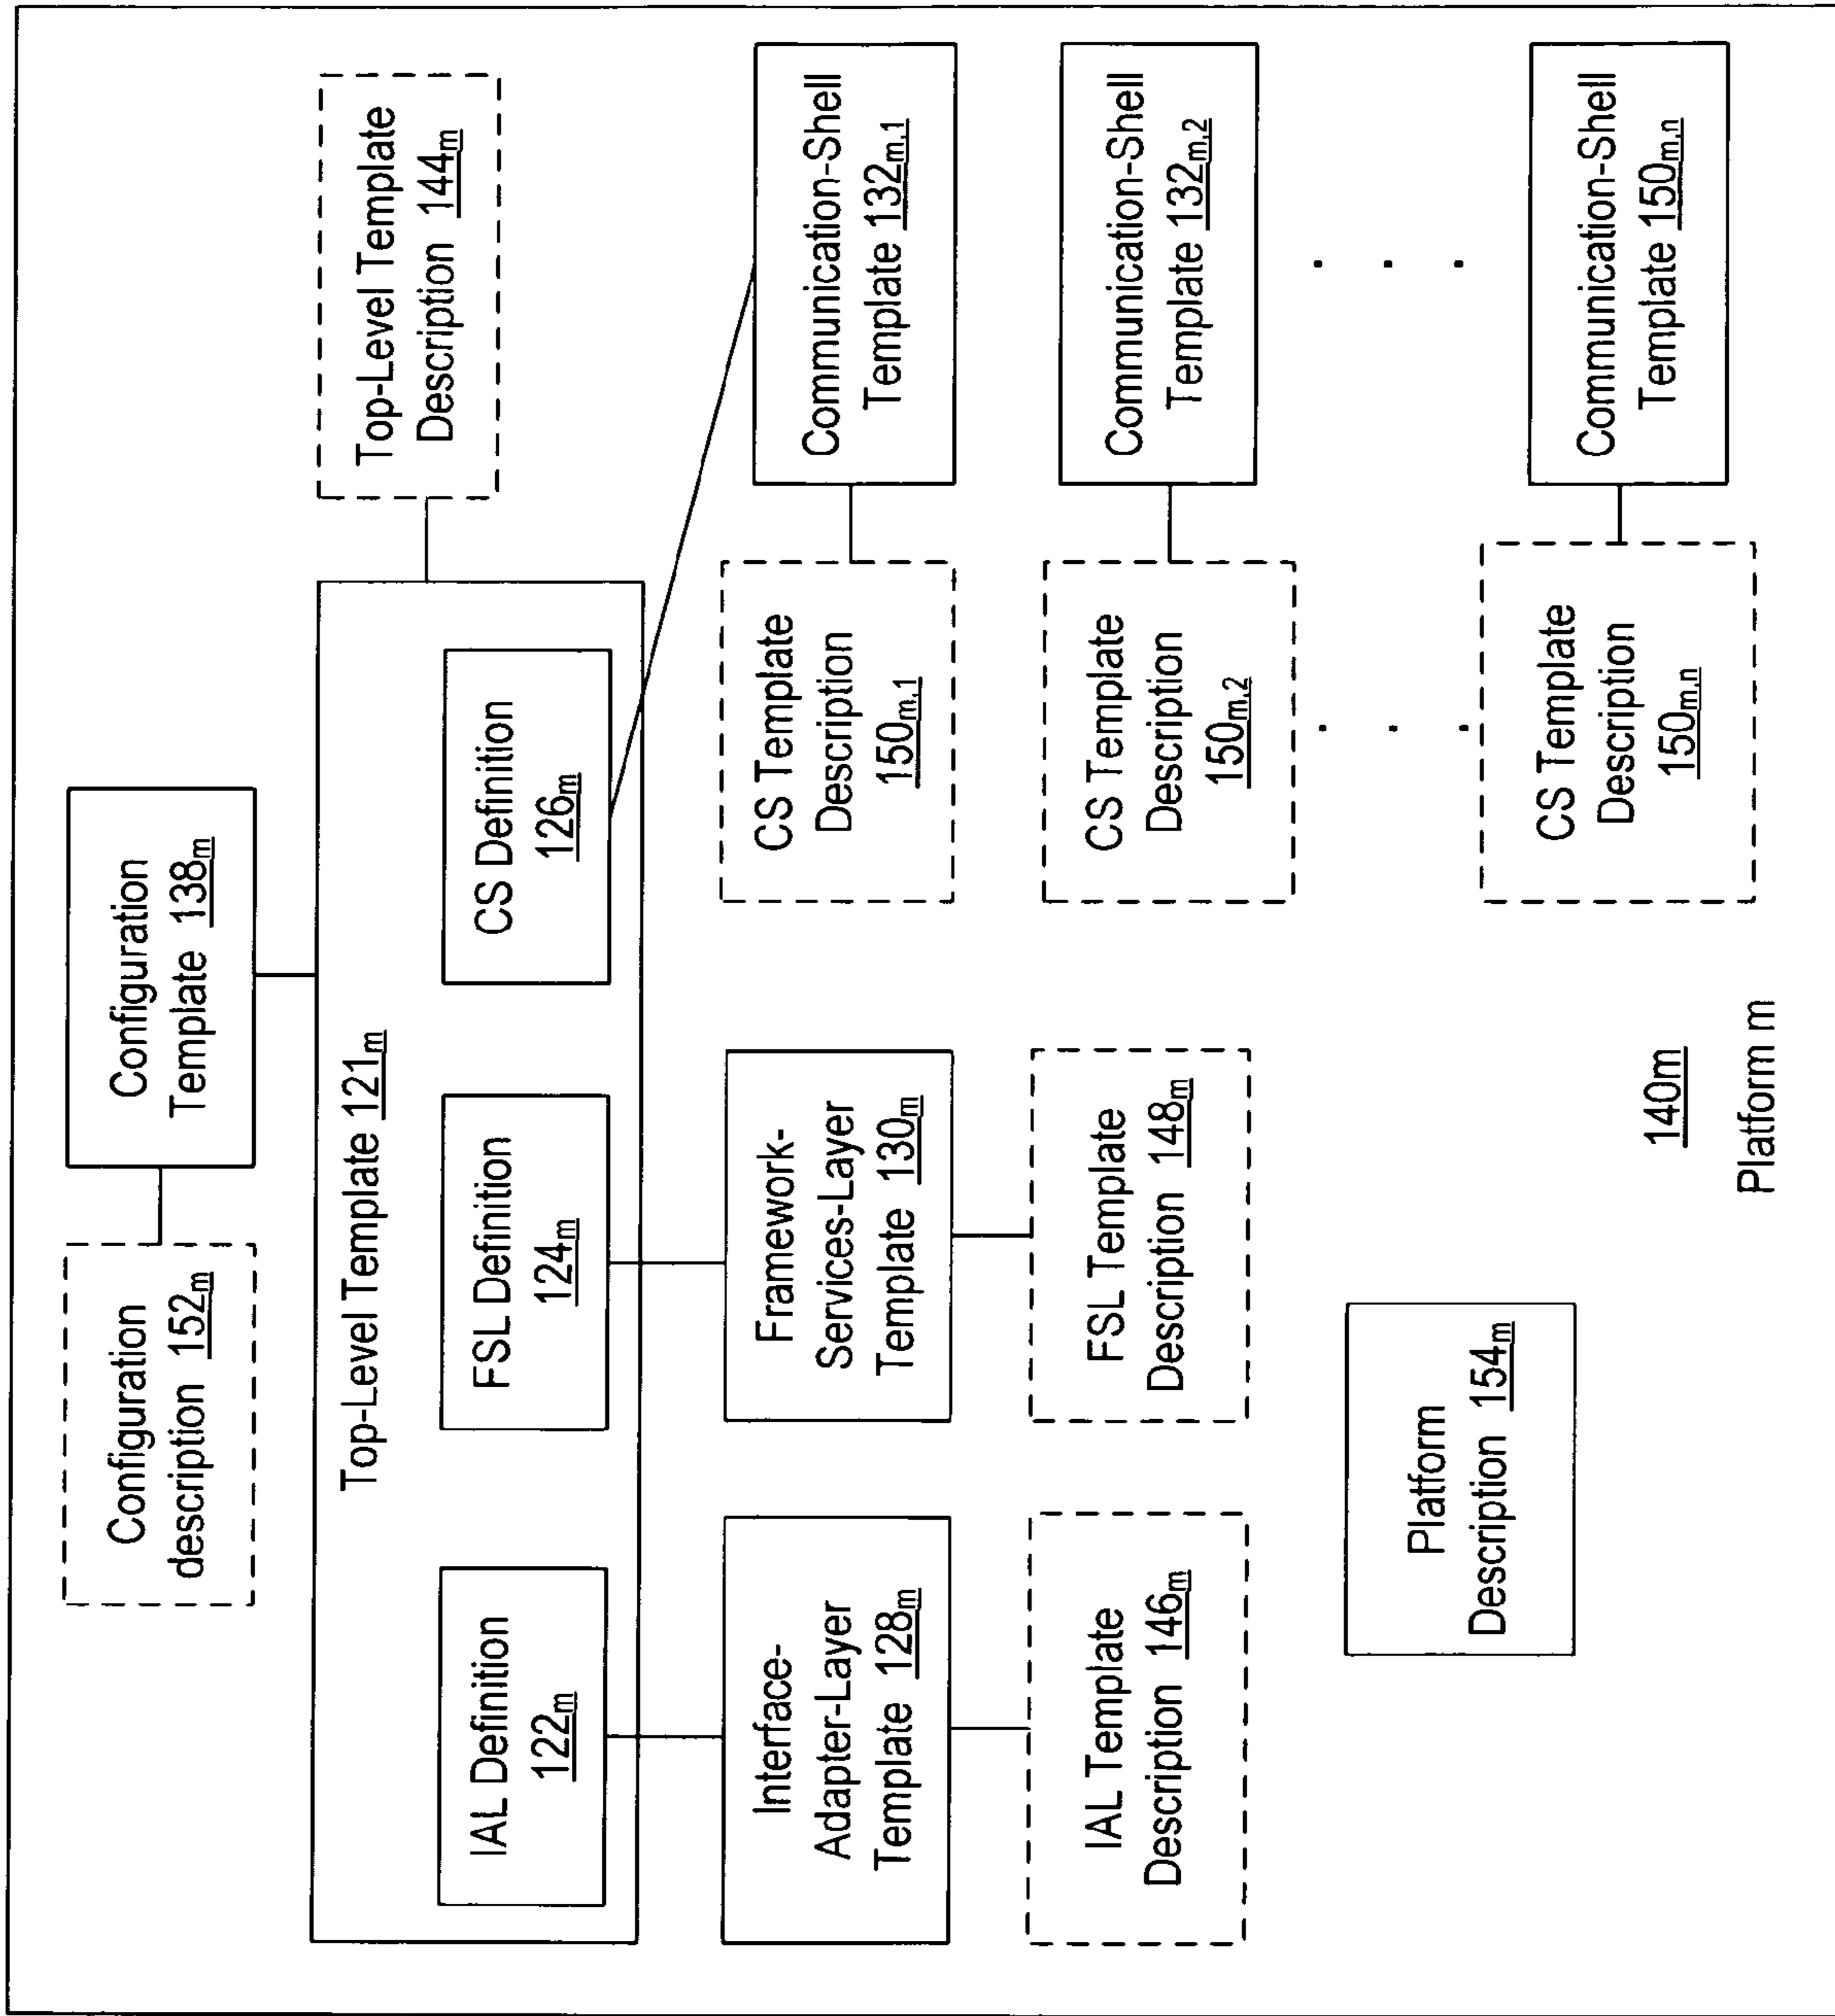 Configuration
description 152m
Configuration
Template 138m
Top-Level Template 121m
Top-Level Template
Description 144m
IAL Definition
122m
FSL Definition
124m
CS Definition
126m
Interface-
Adapter-Layer
Template 128m
Framework-
Services-Layer
Template 130m
CS Template
Description
150m,1
Communication-Shell
Template 132m,1
IAL Template
Description 146m
FSL Template
Description 148m
CS Template
Description
150m,2
Communication-Shell
Template 132m,2
. . .
. . .
Platform
Description 154m
CS Template
Description
150m,n
Communication-Shell
Template 150m,n
140m
Platform m